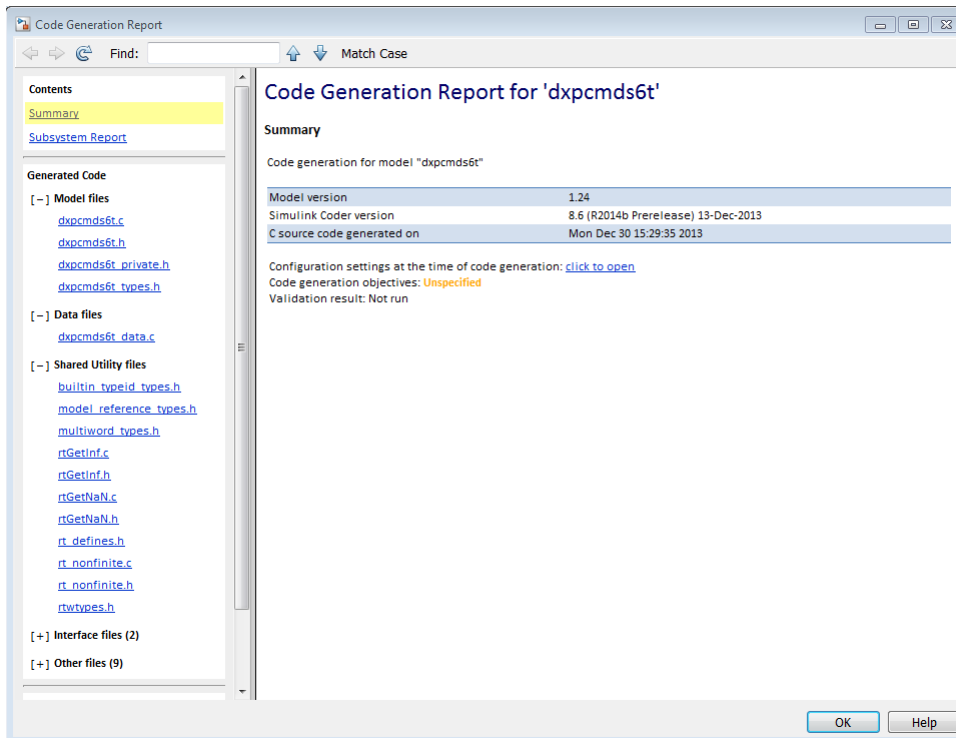 Code Generation Report
Find:
Match Case
Contents
Summary
Subsystem Report
Generated Code
[-] Model files
dxpcmds6t.c
dxpcmds6t.h
dxpcmds6t_private.h
dxpcmds6t_types.h
[-] Data files
dxpcmds6t_data.c
[-] Shared Utility files
builtin_typeid_types.h
model_reference_types.h
multiword_types.h
rtGetInf.c
rtGetInf.h
rtGetNaN.c
rtGetNaN.h
rt_defines.h
rt_nonfinite.c
rt_nonfinite.h
rtwtypes.h
[+] Interface files (2)
[+] Other files (9)
Code Generation Report for 'dxpcmds6t'
Summary
Code generation for model "dxpcmds6t"
Model version 1.24
Simulink Coder version 8.6 (R2014b Prerelease) 13-Dec-2013
C source code generated on Mon Dec 30 15:29:35 2013
Configuration settings at the time of code generation: click to open
Code generation objectives: Unspecified
Validation result: Not run
OK Help